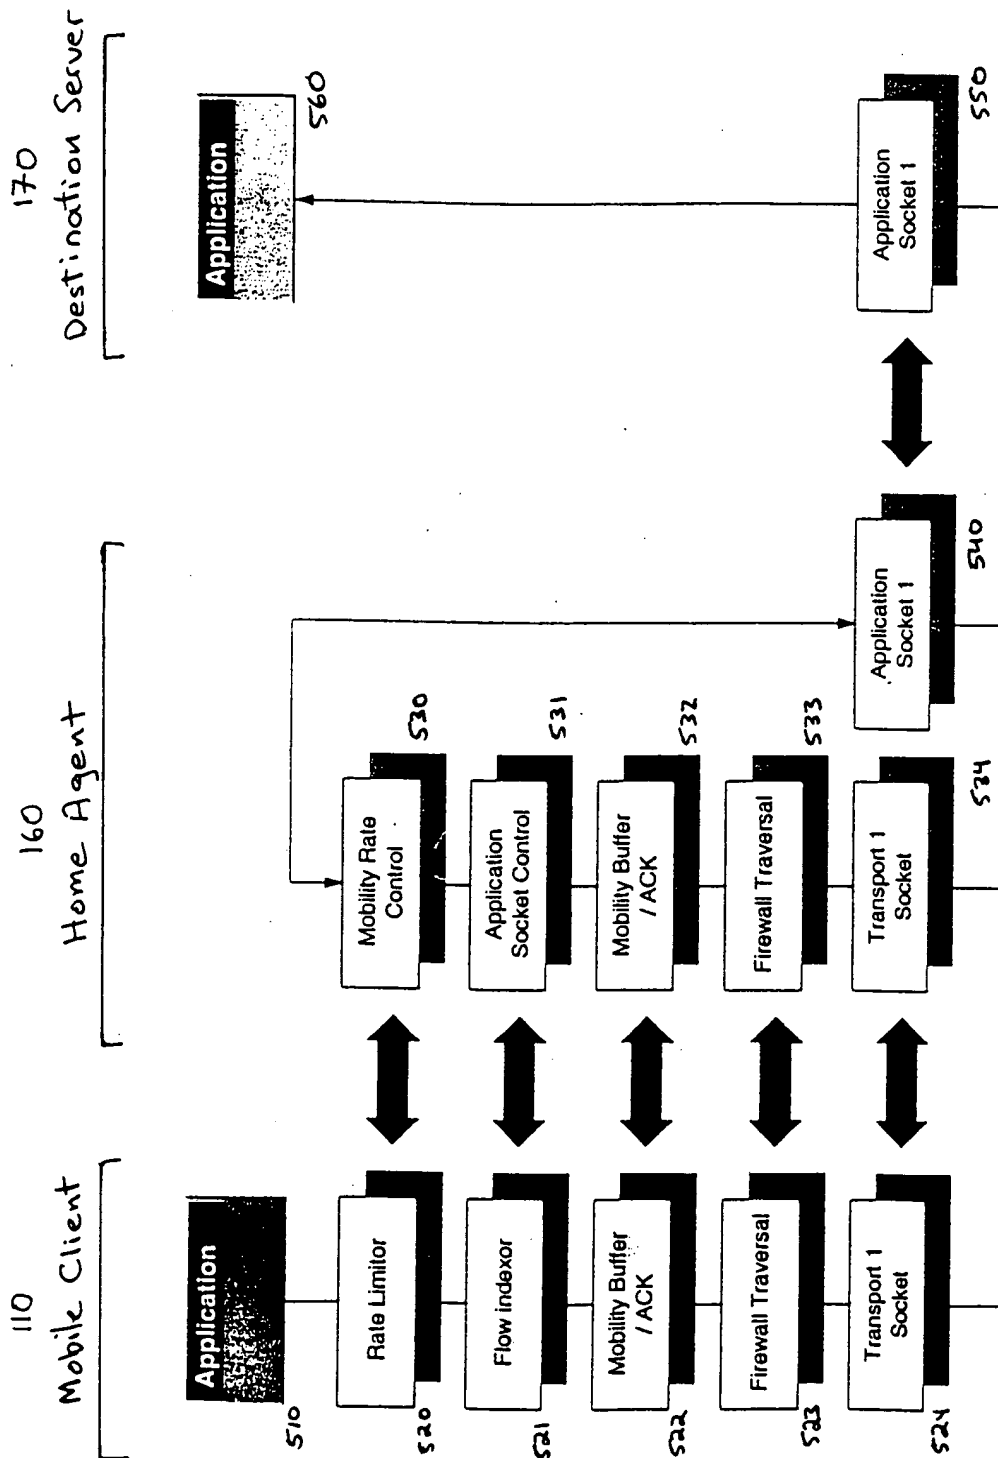 110
Mobile Client
160
Home Agent
170
Destination Server
Application
510
Rate Limitor
520
Flow indexor
521
Mobility Buffer
/ ACK
522
Firewall Traversal
523
Transport 1
Socket
524
Mobility Rate
Control
530
Application
Socket Control
531
Mobility Buffer
/ ACK
532
Firewall Traversal
533
Transport 1
Socket
534
Application
Socket 1
540
Application
560
Application
Socket 1
550